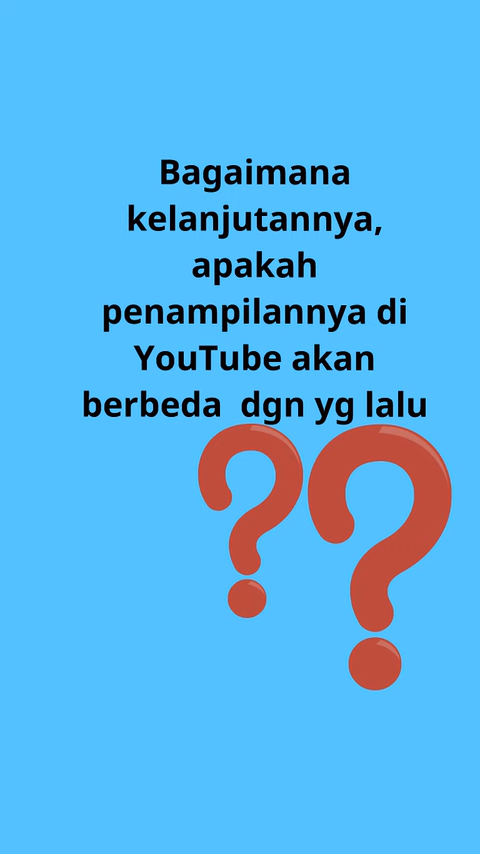 Bagaimana
kelanjutannya,
apakah
penampilannya di
YouTube akan
berbeda  dgn yg lalu
??